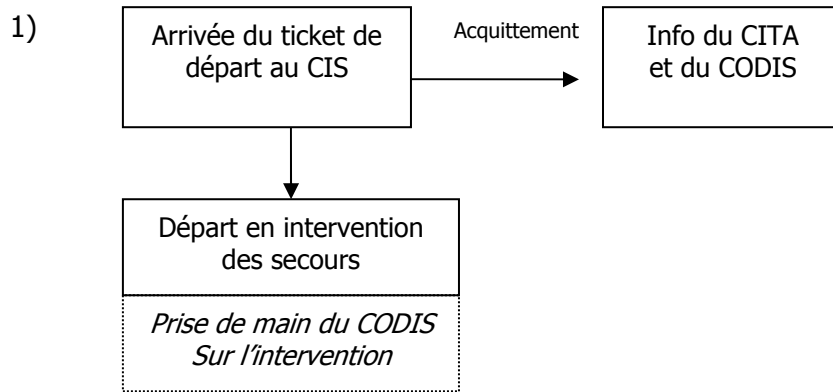 1)
Arrivée du ticket de
départ au CIS
Acquittement
Info du CITA
et du CODIS
Départ en intervention
des secours
Prise de main du CODIS
Sur l'intervention